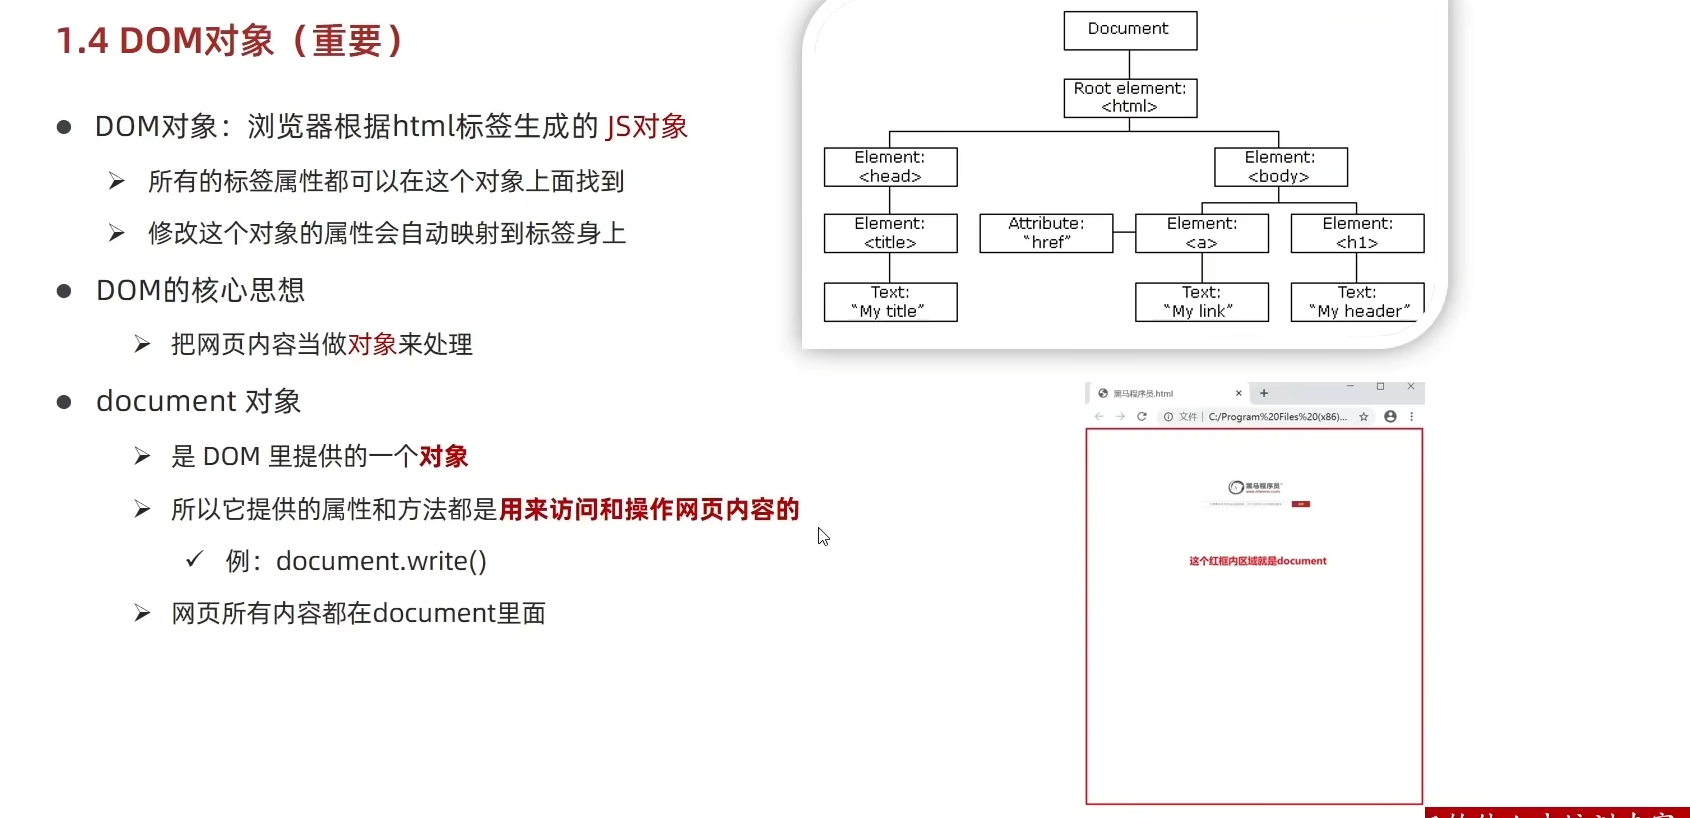 1.4 DOM对象（重要）
DOM对象：浏览器根据html标签生成的 JS对象
所有的标签属性都可以在这个对象上面找到
修改这个对象的属性会自动映射到标签身上
DOM的核心思想
把网页内容当做对象来处理
document 对象
是 DOM 里提供的一个对象
所以它提供的属性和方法都是用来访问和操作网页内容的
例：document.write()
网页所有内容都在document里面
Document
Root element:
<html>
Element:
<head>
Element:
<body>
Element:
<title>
Attribute:
“href”
Element:
<a>
Element:
<h1>
Text:
“My title”
Text:
“My link”
Text:
“My header”
黑马程序员.html
文件 C:/Program%20Files%20(x86)...
黑马程序员
这个红框内区域就是document